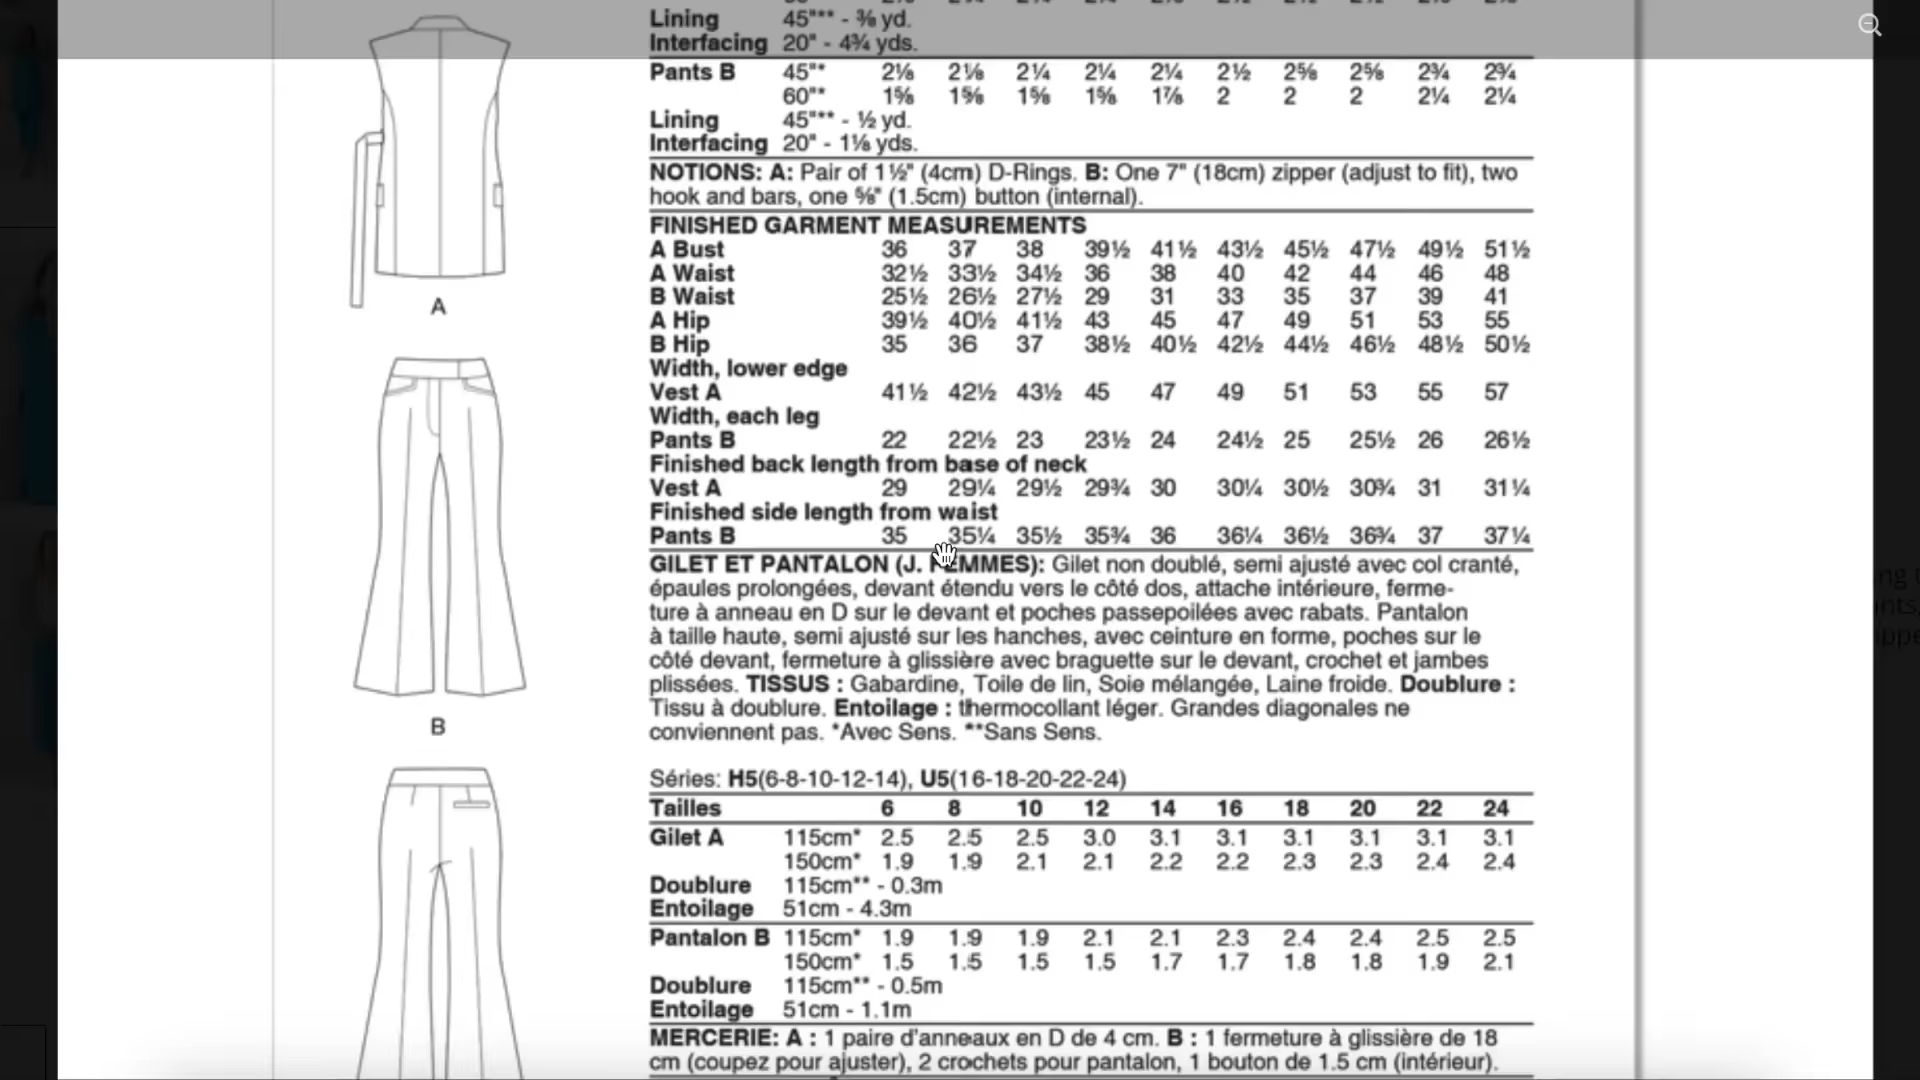 Lining 45"*** - ⅜ yd.
Interfacing 20" - 4¾ yds.
Pants B 45"* 2⅛ 2⅛ 2¼ 2¼ 2¼ 2½ 2⅝ 2⅝ 2¾ 2¾
60"* 1⅝ 1⅝ 1⅝ 1⅝ 1⅞ 2 2 2 2¼ 2¼
Lining 45"** - ½ yd.
Interfacing 20" - 1⅛ yds.
NOTIONS: A: Pair of 1½" (4cm) D-Rings. B: One 7" (18cm) zipper (adjust to fit), two
hook and bars, one ⅝" (1.5cm) button (internal).
FINISHED GARMENT MEASUREMENTS
A Bust 36 37 38 39½ 41½ 43½ 45½ 47½ 49½ 51½
A Waist 32½ 33½ 34½ 36 38 40 42 44 46 48
B Waist 25½ 26½ 27½ 29 31 33 35 37 39 41
A Hip 39½ 40½ 41½ 43 45 47 49 51 53 55
B Hip 35 36 37 38½ 40½ 42½ 44½ 46½ 48½ 50½
Width, lower edge
Vest A 41½ 42½ 43½ 45 47 49 51 53 55 57
Width, each leg
Pants B 22 22½ 23 23½ 24 24½ 25 25½ 26 26½
Finished back length from base of neck
Vest A 29 29¼ 29½ 29¾ 30 30¼ 30½ 30¾ 31 31¼
Finished side length from waist
Pants B 35 35¼ 35½ 35¾ 36 36¼ 36½ 36¾ 37 37¼
GILET ET PANTALON (J. FEMMES): Gilet non doublé, semi ajusté avec col cranté,
épaules prolongées, devant étendu vers le côté dos, attache intérieure, ferme-
ture à anneau en D sur le devant et poches passepoilées avec rabats. Pantalon
à taille haute, semi ajusté sur les hanches, avec ceinture en forme, poches sur le
côté devant, fermeture à glissière avec braguette sur le devant, crochet et jambes
plissées. TISSUS : Gabardine, Toile de lin, Soie mélangée, Laine froide. Doublure :
Tissu à doublure. Entoilage : thermocollant léger. Grandes diagonales ne
conviennent pas. *Avec Sens. **Sans Sens.
Séries: H5(6-8-10-12-14), U5(16-18-20-22-24)
Tailles 6 8 10 12 14 16 18 20 22 24
Gilet A 115cm* 2.5 2.5 2.5 3.0 3.1 3.1 3.1 3.1 3.1 3.1
150cm* 1.9 1.9 2.1 2.1 2.2 2.2 2.3 2.3 2.4 2.4
Doublure 115cm** - 0.3m
Entoilage 51cm - 4.3m
Pantalon B 115cm* 1.9 1.9 1.9 2.1 2.1 2.3 2.4 2.4 2.5 2.5
150cm* 1.5 1.5 1.5 1.5 1.7 1.7 1.8 1.8 1.9 2.1
Doublure 115cm** - 0.5m
Entoilage 51cm - 1.1m
MERCERIE: A : 1 paire d'anneaux en D de 4 cm. B : 1 fermeture à glissière de 18
cm (coupez pour ajuster), 2 crochets pour pantalon, 1 bouton de 1.5 cm (intérieur).
A
B